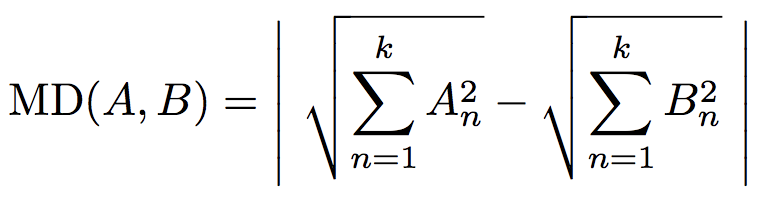 MD(A, B) = | √(∑_{n=1}^{k} A_n^2) − √(∑_{n=1}^{k} B_n^2) |